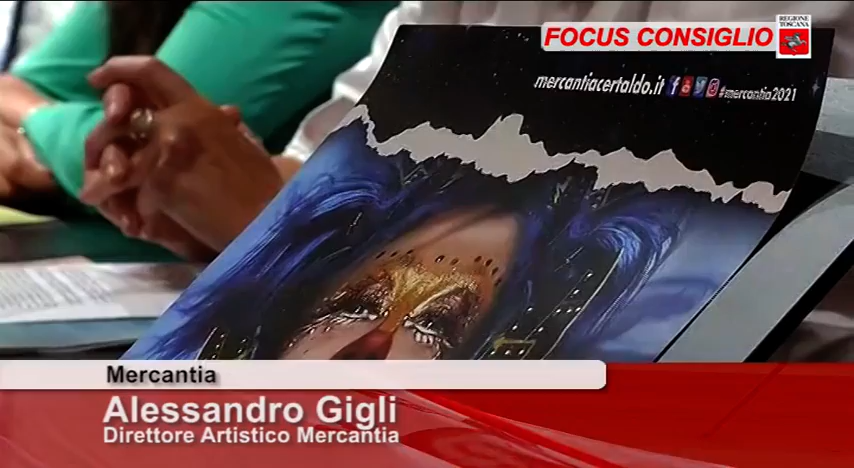 FOCUS CONSIGLIO
REGIONE
TOSCANA
mercantiacertaldo.it
#mercantia2021
Mercantia
Alessandro Gigli
Direttore Artistico Mercantia